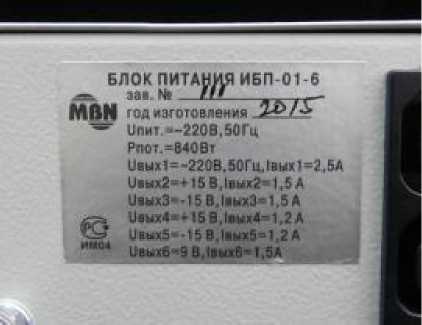 БЛОК ПИТАНИЯ ИБП-01-6
зав. № 111
MBN
год изготовления 2015
Uпит.=~220В,50Гц
Pпот.=840Вт
Uвых1=~220В,50Гц,Iвых1=2,5А
Uвых2=+15 В,Iвых2=1,5 А
Uвых3=-15 В,Iвых3=1,5А
Uвых4=+15 В,Iвых4=1,2 А
Uвых5=-15 В,Iвых5=1,2 А
Uвых6=9 В,Iвых6=1,5А
РС
ИМ04